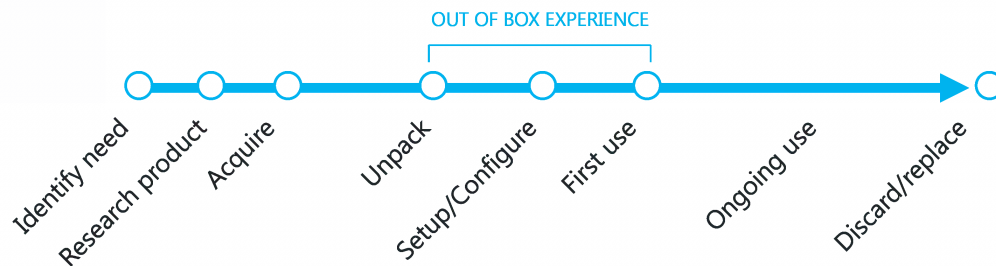 OUT OF BOX EXPERIENCE
Identify need
Research product
Acquire
Unpack
Setup/Configure
First use
Ongoing use
Discard/replace